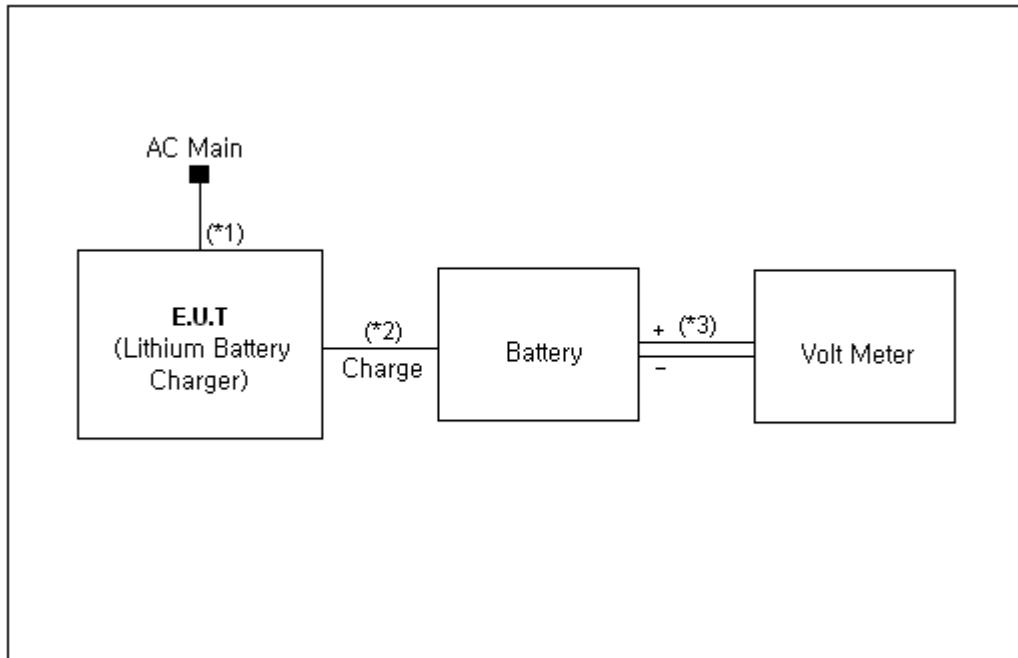 AC Main
(*1)
E.U.T
(Lithium Battery
Charger)
(*2)
Charge
Battery
+ (*3)
−
Volt Meter